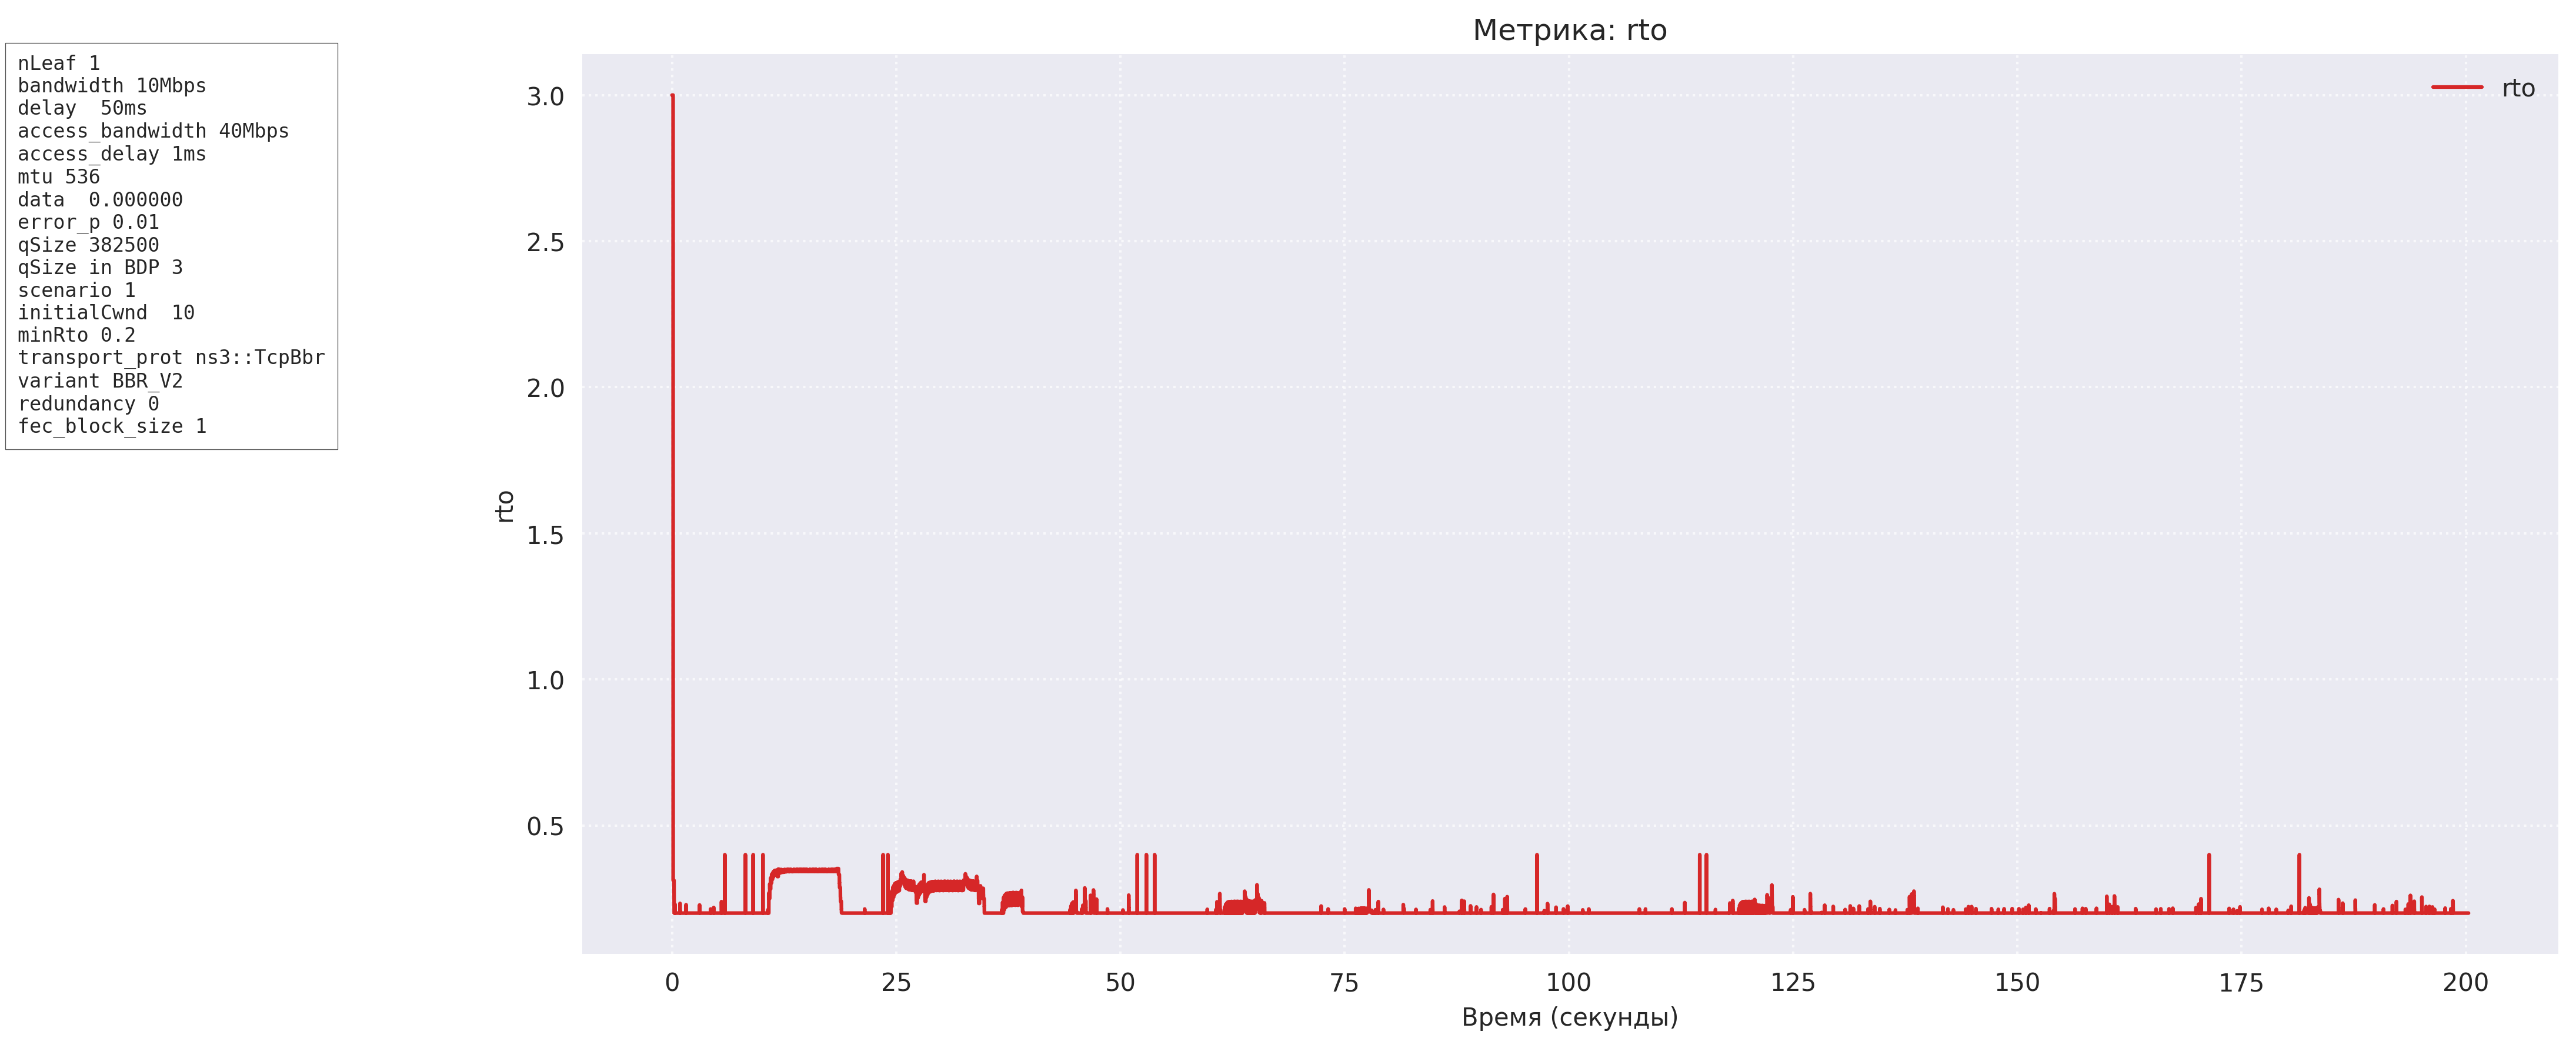 Метрика: rto
nLeaf 1
bandwidth 10Mbps
delay  50ms
access_bandwidth 40Mbps
access_delay 1ms
mtu 536
data  0.000000
error_p 0.01
qSize 382500
qSize in BDP 3
scenario 1
initialCwnd  10
minRto 0.2
transport_prot ns3::TcpBbr
variant BBR_V2
redundancy 0
fec_block_size 1
rto
3.0
2.5
2.0
1.5
1.0
0.5
rto
0 25 50 75 100 125 150 175 200
Время (секунды)